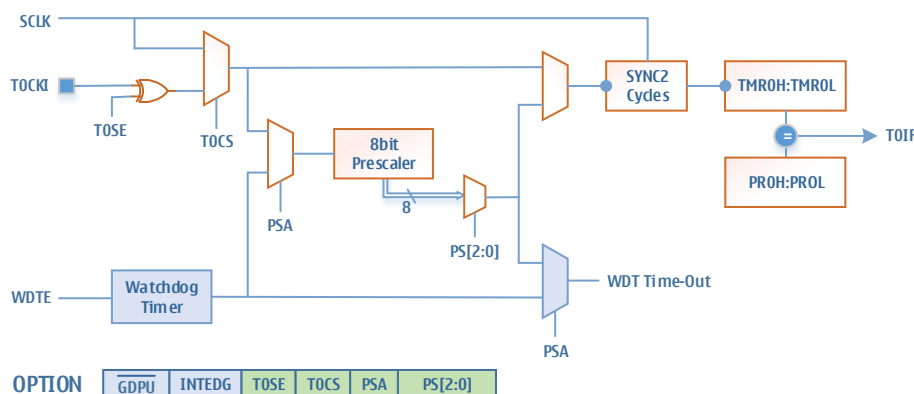 SCLK
T0CKI
T0SE
T0CS
SYNC2
Cycles
TMR0H:TMR0L
=
T0IF
PR0H:PR0L
8bit
Prescaler
8
PSA
PS[2:0]
WDTE
Watchdog
Timer
WDT Time-Out
PSA
OPTION GDPU INTEDG T0SE T0CS PSA PS[2:0]